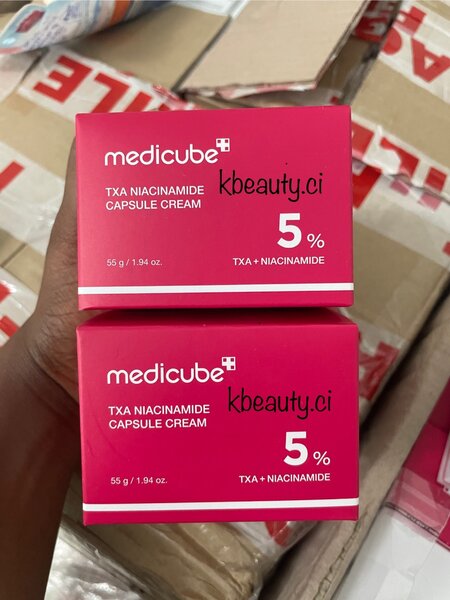 medicube
TXA NIACINAMIDE
CAPSULE CREAM
kbeauty.ci
5 %
55 g / 1.94 oz.
TXA + NIACINAMIDE
medicube
TXA NIACINAMIDE
CAPSULE CREAM
kbeauty.ci
5 %
55 g / 1.94 oz.
TXA + NIACINAMIDE